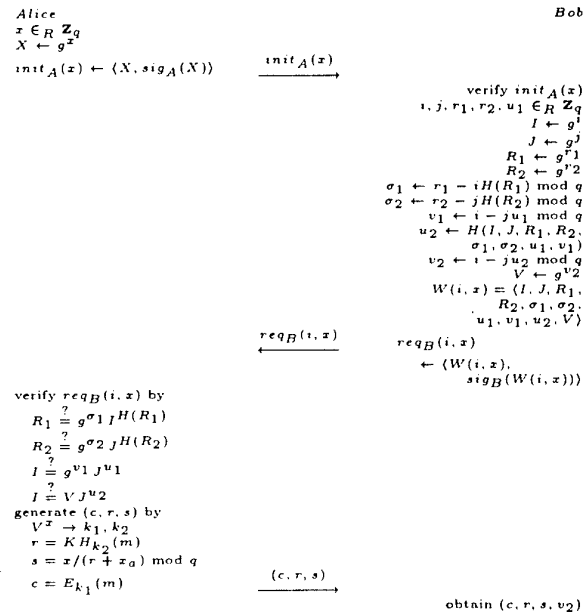 Alice Bob
x ∈_R Z_q
X ← g^x
init_A(x) ← ⟨X, sig_A(X)⟩ init_A(x)
verify init_A(x)
i, j, r_1, r_2, u_1 ∈_R Z_q
I ← g^i
J ← g^j
R_1 ← g^{r_1}
R_2 ← g^{r_2}
σ_1 ← r_1 − iH(R_1) mod q
σ_2 ← r_2 − jH(R_2) mod q
v_1 ← i − ju_1 mod q
u_2 ← H(I, J, R_1, R_2,
σ_1, σ_2, u_1, v_1)
v_2 ← i − ju_2 mod q
V ← g^{v_2}
W(i, x) = ⟨I, J, R_1,
R_2, σ_1, σ_2,
u_1, v_1, u_2, V⟩
req_B(i, x) req_B(i, x)
← ⟨W(i, x),
sig_B(W(i, x))⟩
verify req_B(i, x) by
R_1 ≟ g^{σ_1} I^{H(R_1)}
R_2 ≟ g^{σ_2} J^{H(R_2)}
I ≟ g^{v_1} J^{u_1}
I ≟ V J^{u_2}
generate (c, r, s) by
V^x → k_1, k_2
r = KH_{k_2}(m)
s = x/(r + x_a) mod q
c = E_{k_1}(m) (c, r, s)
obtain (c, r, s, v_2)